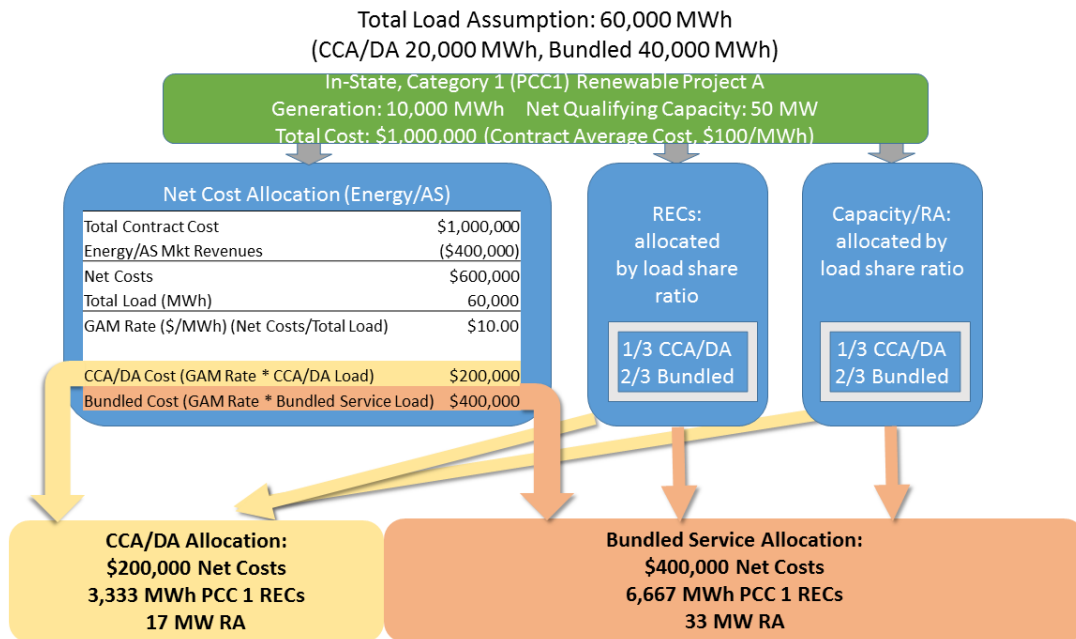 Total Load Assumption: 60,000 MWh
(CCA/DA 20,000 MWh, Bundled 40,000 MWh)
In-State, Category 1 (PCC1) Renewable Project A
Generation: 10,000 MWh Net Qualifying Capacity: 50 MW
Total Cost: $1,000,000 (Contract Average Cost, $100/MWh)
Net Cost Allocation (Energy/AS)
Total Contract Cost $1,000,000
Energy/AS Mkt Revenues ($400,000)
Net Costs $600,000
Total Load (MWh) 60,000
GAM Rate ($/MWh) (Net Costs/Total Load) $10.00
CCA/DA Cost (GAM Rate * CCA/DA Load) $200,000
Bundled Cost (GAM Rate * Bundled Service Load) $400,000
RECs:
allocated
by load share
ratio
1/3 CCA/DA
2/3 Bundled
Capacity/RA:
allocated by
load share ratio
1/3 CCA/DA
2/3 Bundled
CCA/DA Allocation:
$200,000 Net Costs
3,333 MWh PCC 1 RECs
17 MW RA
Bundled Service Allocation:
$400,000 Net Costs
6,667 MWh PCC 1 RECs
33 MW RA